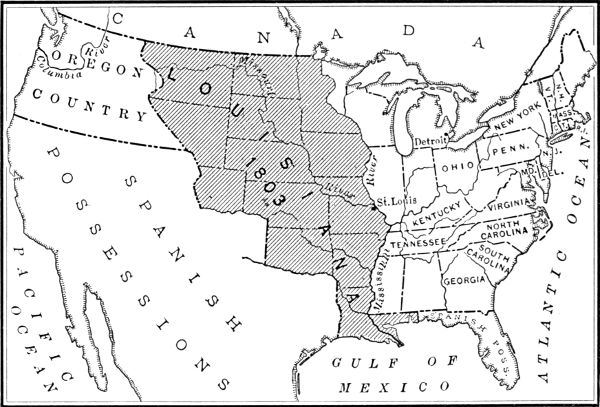 CANADA
OREGON
COUNTRY
Columbia
River
LOUISIANA
1803
Missouri
River
River
Mississippi
St. Louis
Detroit
OHIO
KENTUCKY
TENNESSEE
VIRGINIA
NORTH
CAROLINA
SOUTH
CAROLINA
GEORGIA
NEW YORK
PENN.
N.J.
MD.
DEL.
MASS.
R.I.
SPANISH
POSSESSIONS
SPANISH POSS.
PACIFIC
OCEAN
ATLANTIC OCEAN
GULF OF
MEXICO